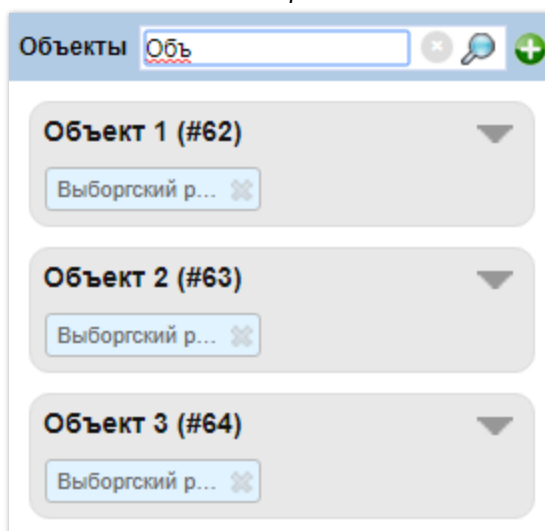 Объекты Объ
Объект 1 (#62)
Выборгский р...
Объект 2 (#63)
Выборгский р...
Объект 3 (#64)
Выборгский р...